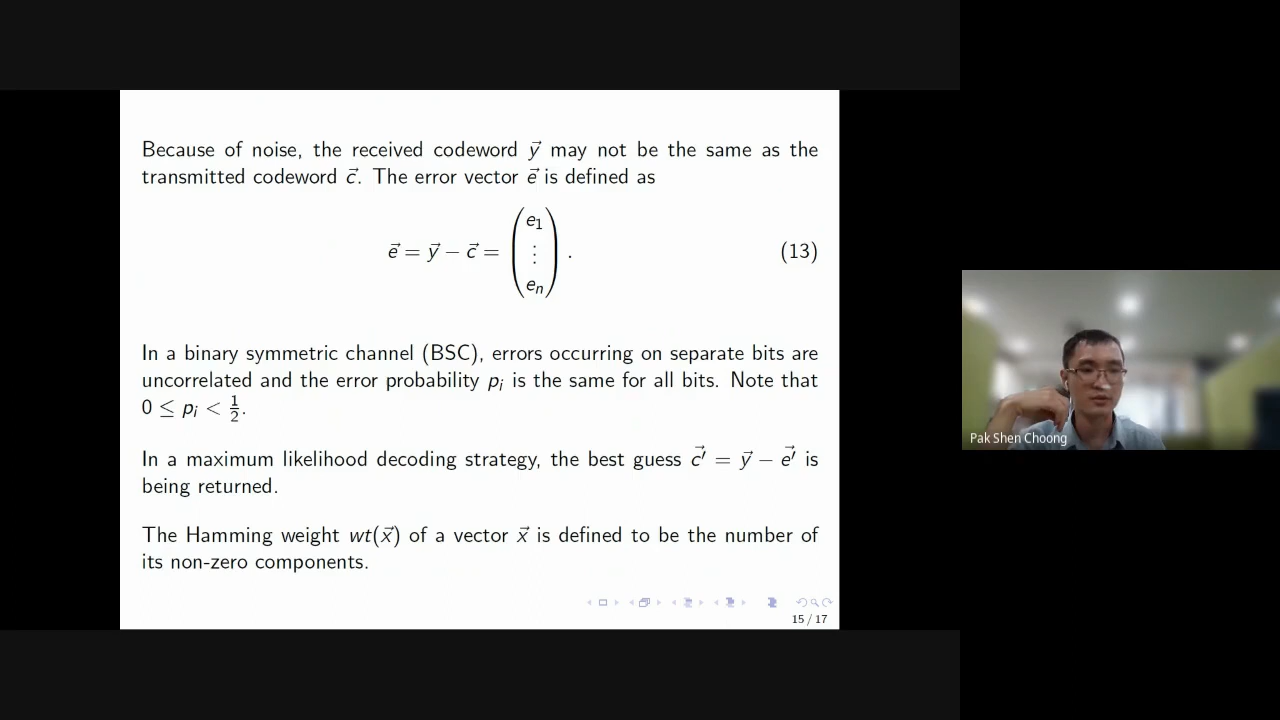 Because of noise, the received codeword y⃗ may not be the same as the
transmitted codeword c⃗. The error vector e⃗ is defined as
e⃗ = y⃗ − c⃗ = (e₁ ⋮ eₙ) . (13)
In a binary symmetric channel (BSC), errors occurring on separate bits are
uncorrelated and the error probability pᵢ is the same for all bits. Note that
0 ≤ pᵢ < 1/2.
In a maximum likelihood decoding strategy, the best guess c⃗′ = y⃗ − e⃗′ is
being returned.
The Hamming weight wt(x⃗) of a vector x⃗ is defined to be the number of
its non-zero components.
15 / 17
Pak Shen Choong